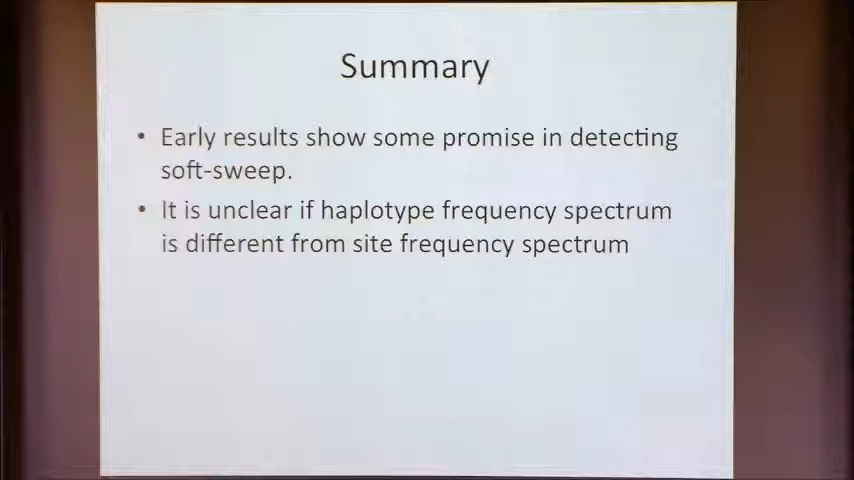 Summary
• Early results show some promise in detecting
soft-sweep.
• It is unclear if haplotype frequency spectrum
is different from site frequency spectrum